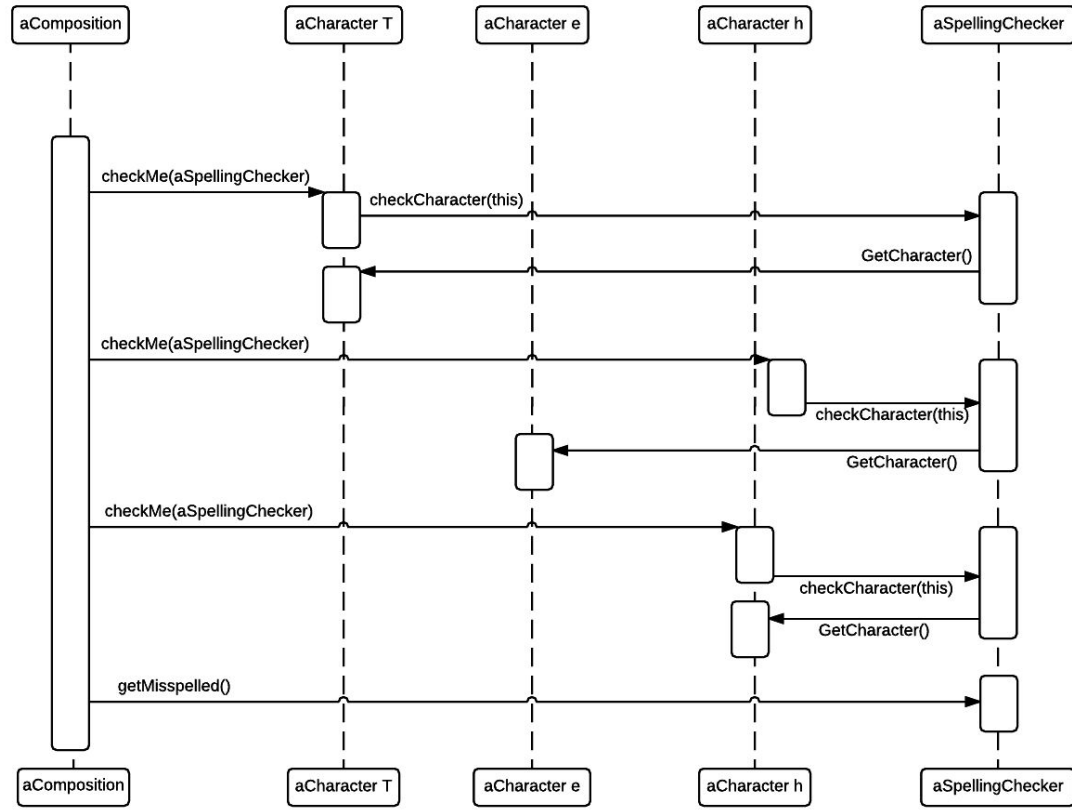 aComposition
aCharacter T
aCharacter e
aCharacter h
aSpellingChecker
checkMe(aSpellingChecker)
checkCharacter(this)
GetCharacter()
checkMe(aSpellingChecker)
checkCharacter(this)
GetCharacter()
checkMe(aSpellingChecker)
checkCharacter(this)
GetCharacter()
getMisspelled()
aComposition
aCharacter T
aCharacter e
aCharacter h
aSpellingChecker